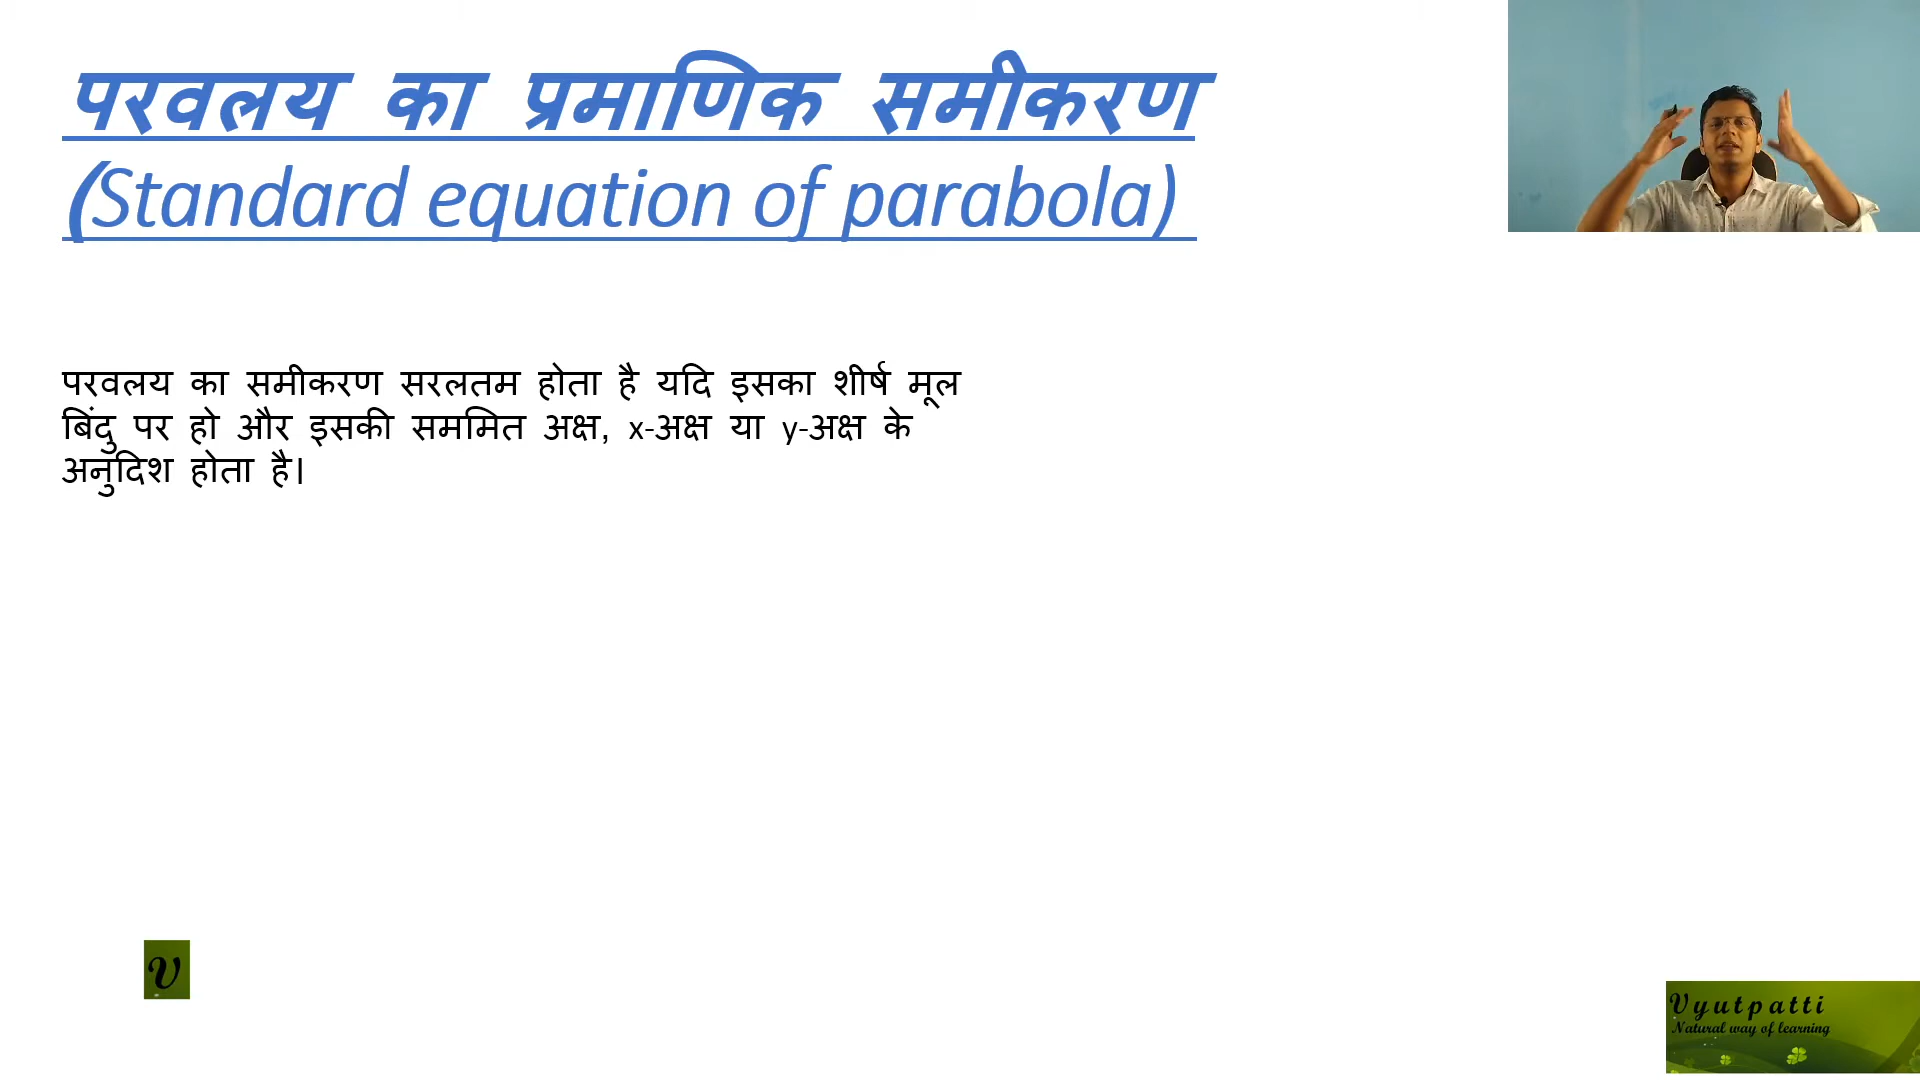 परवलय का प्रमाणिक समीकरण
(Standard equation of parabola)
परवलय का समीकरण सरलतम होता है यदि इसका शीर्ष मूल
बिंदु पर हो और इसकी सममित अक्ष, x-अक्ष या y-अक्ष के
अनुदिश होता है।
v
Vyutpatti
Natural way of learning